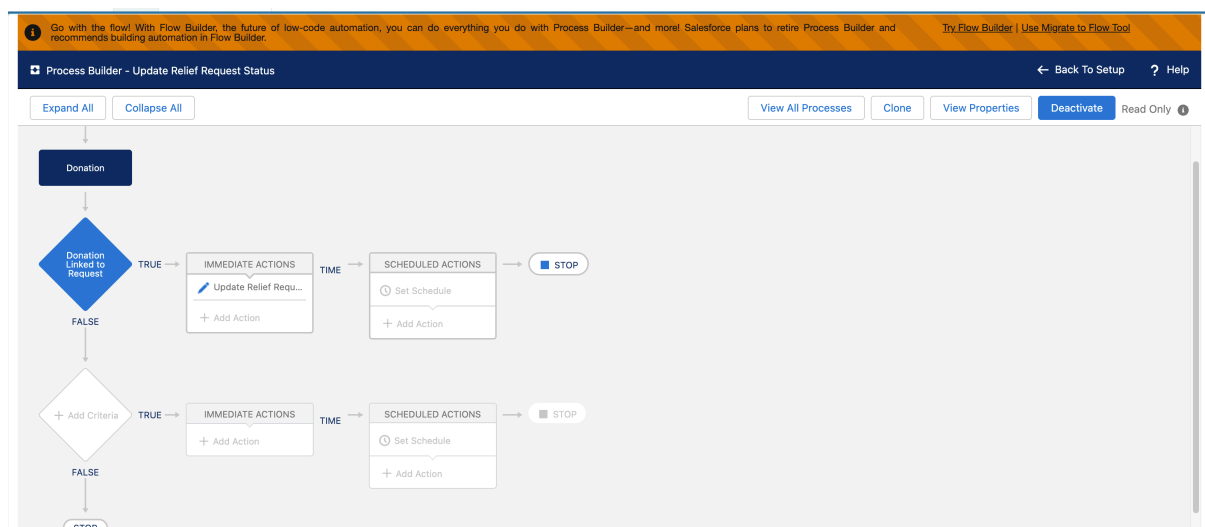 Go with the flow! With Flow Builder, the future of low-code automation, you can do everything you do with Process Builder—and more! Salesforce plans to retire Process Builder and
recommends building automation in Flow Builder.
Try Flow Builder | Use Migrate to Flow Tool
Process Builder - Update Relief Request Status
Back To Setup
? Help
Expand All
Collapse All
View All Processes
Clone
View Properties
Deactivate
Read Only
Donation
Donation
Linked to
Request
TRUE
IMMEDIATE ACTIONS
Update Relief Requ...
+ Add Action
TIME
SCHEDULED ACTIONS
Set Schedule
+ Add Action
STOP
FALSE
+ Add Criteria
TRUE
IMMEDIATE ACTIONS
+ Add Action
TIME
SCHEDULED ACTIONS
Set Schedule
+ Add Action
STOP
FALSE
STOP